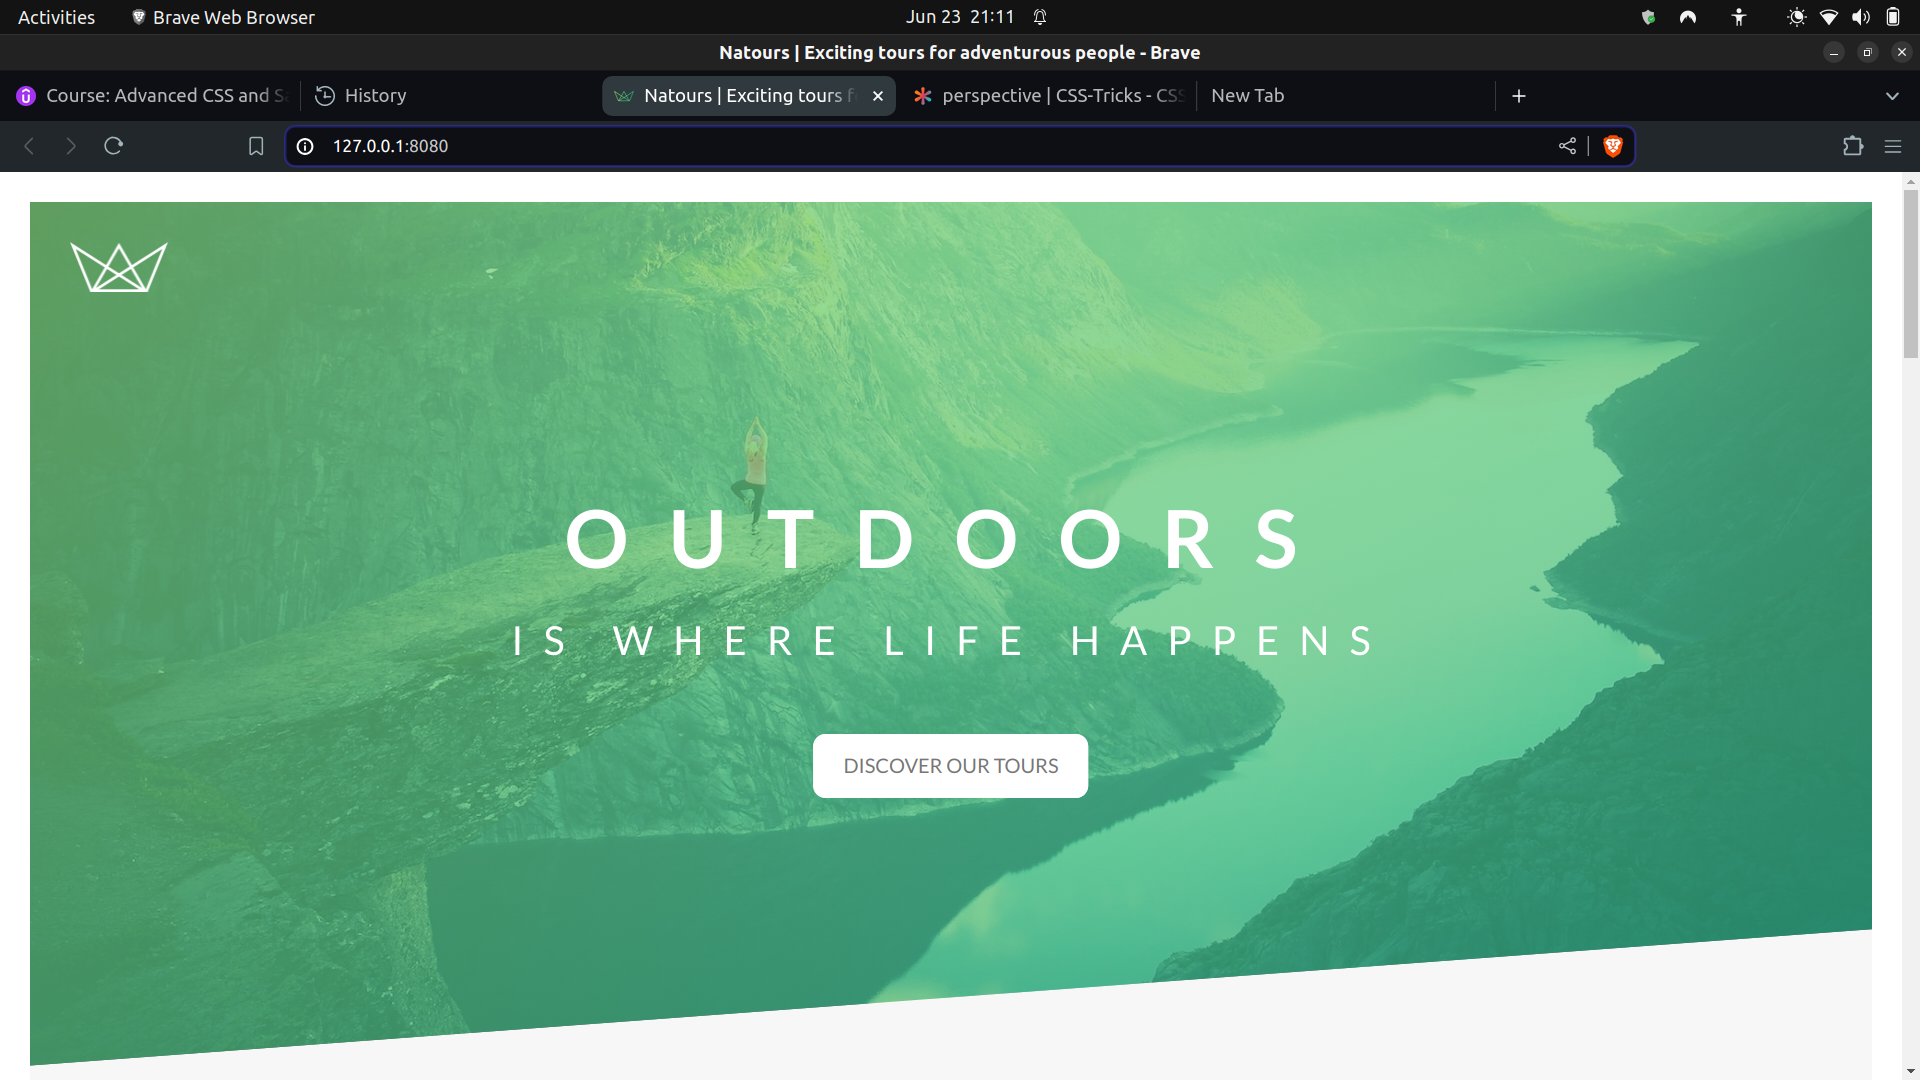 Activities
Brave Web Browser
Jun 23 21:11
Natours | Exciting tours for adventurous people - Brave
Course: Advanced CSS and Sa
History
Natours | Exciting tours f
perspective | CSS-Tricks - CSS
New Tab
127.0.0.1:8080
OUTDOORS
IS WHERE LIFE HAPPENS
DISCOVER OUR TOURS